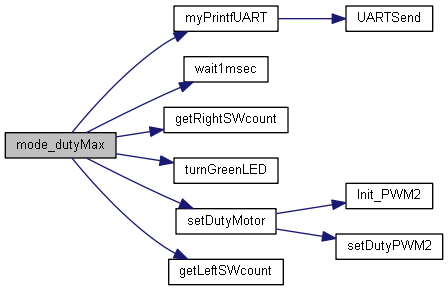 myPrintfUART
UARTSend
wait1msec
getRightSWcount
mode_dutyMax
turnGreenLED
Init_PWM2
setDutyMotor
setDutyPWM2
getLeftSWcount